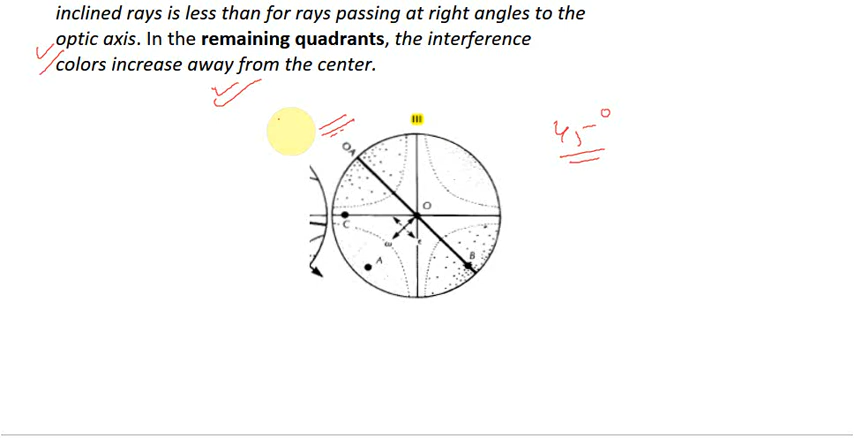 inclined rays is less than for rays passing at right angles to the
optic axis. In the remaining quadrants, the interference
colors increase away from the center.
III
45°
OA
O
C
ω
ε
B
A